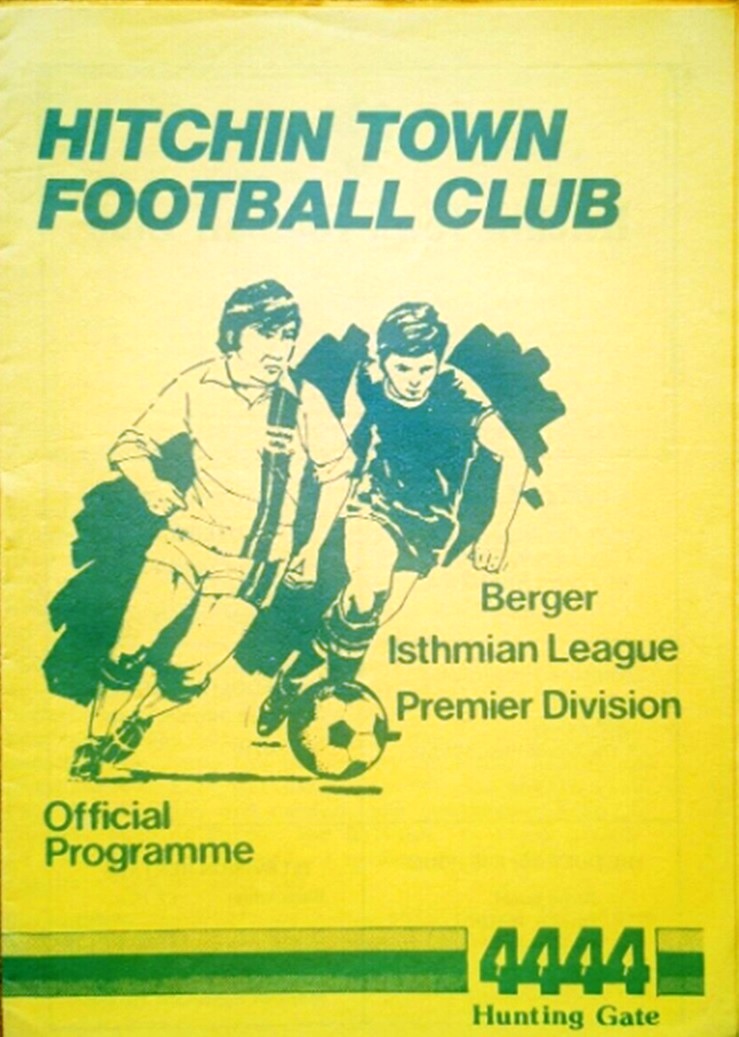 HITCHIN TOWN
FOOTBALL CLUB
Berger
Isthmian League
Premier Division
Official
Programme
4444
Hunting Gate